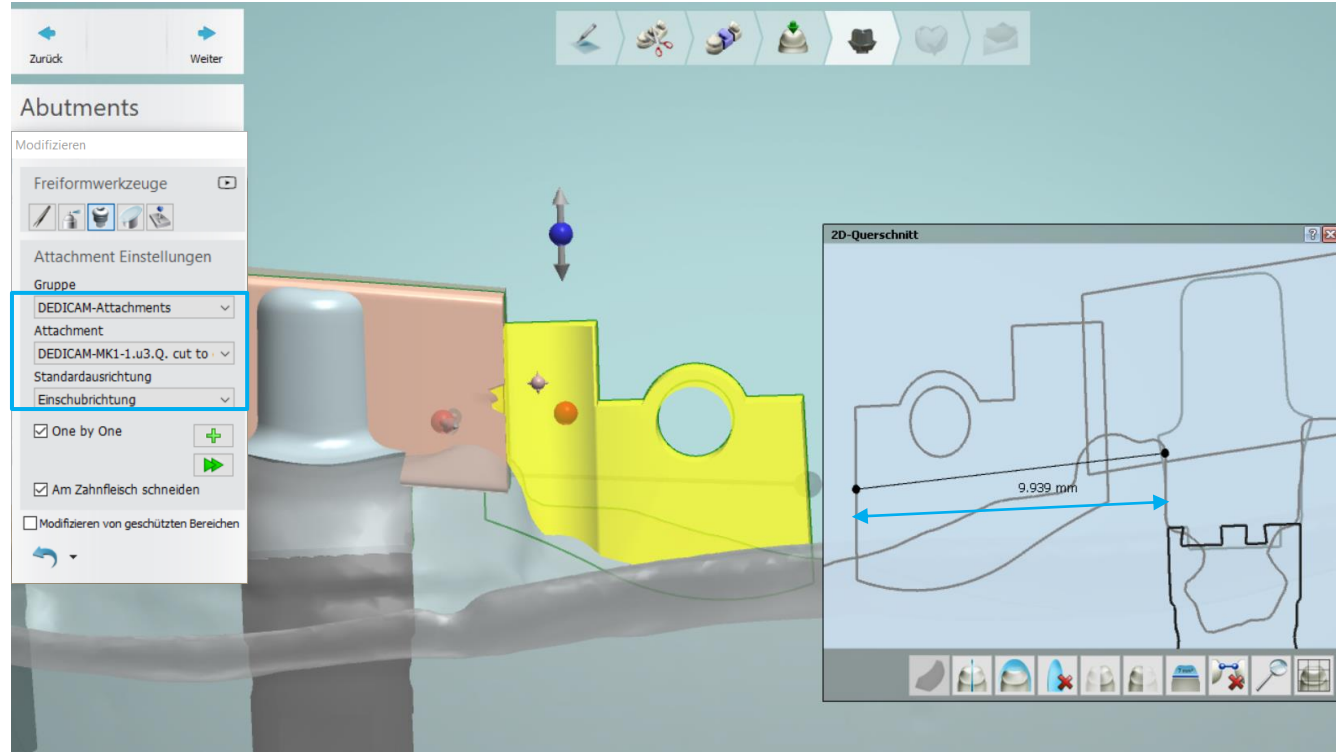 Zurück
Weiter
Abutments
Modifizieren
Freiformwerkzeuge
Attachment Einstellungen
Gruppe
DEDICAM-Attachments
Attachment
DEDICAM-MK1-1.u3.Q. cut to
Standardausrichtung
Einschubrichtung
One by One
Am Zahnfleisch schneiden
Modifizieren von geschützten Bereichen
2D-Querschnitt
9.939 mm